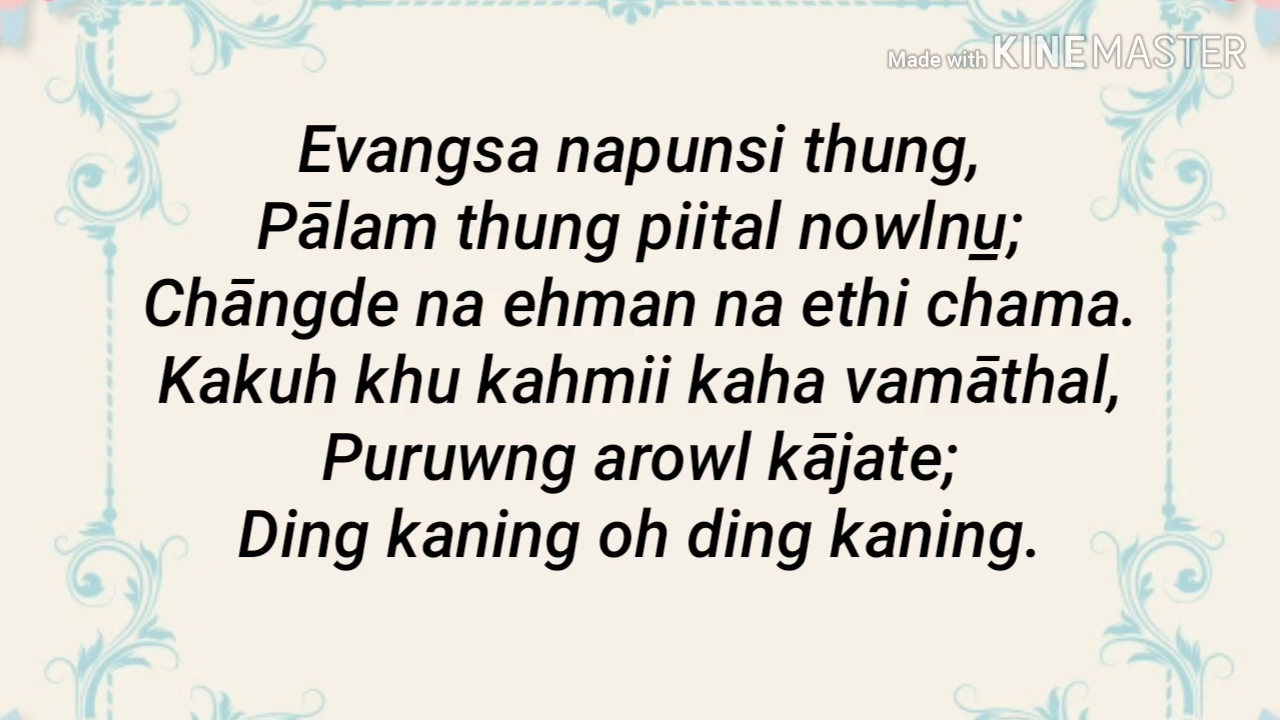 Made with KINEMASTER
Evangsa napunsi thung,
Pālam thung piital nowlnu̲;
Chāngde na ehman na ethi chama.
Kakuh khu kahmii kaha vamāthal,
Puruwng arowl kājate;
Ding kaning oh ding kaning.